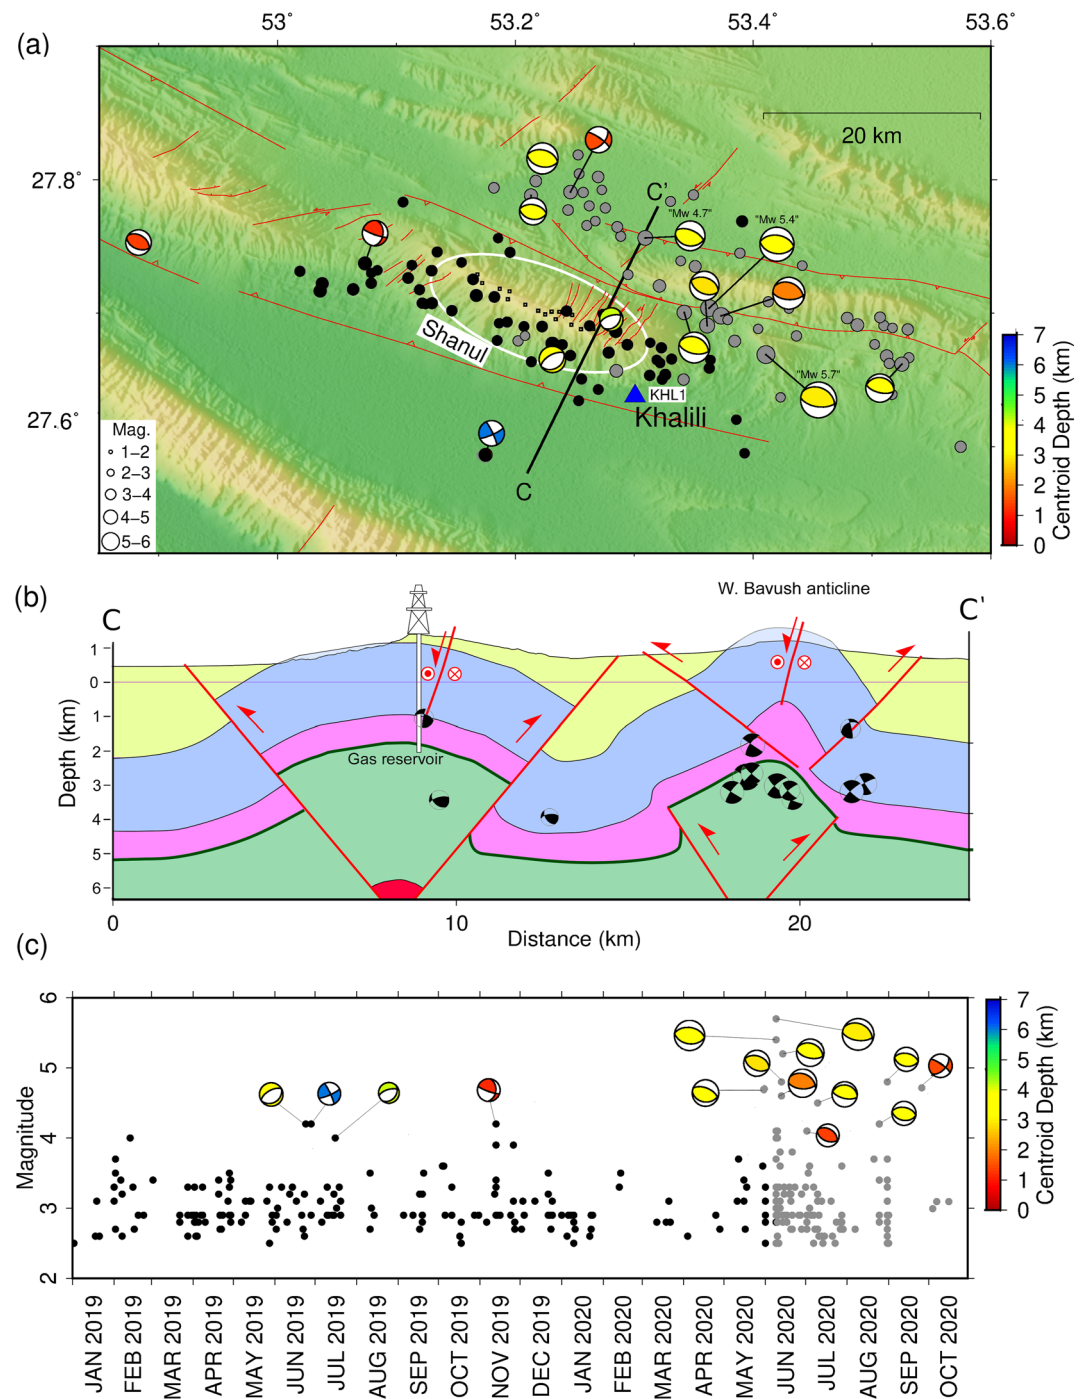 (a)
53°
53.2°
53.4°
53.6°
20 km
27.8°
27.6°
C'
"Mw 4.7"
"Mw 5.4"
"Mw 5.7"
Shanul
KHL1
Khalili
C
Mag.
1–2
2–3
3–4
4–5
5–6
7
6
5
4
3
2
1
0
Centroid Depth (km)
(b)
W. Bavush anticline
C
C'
1
0
1
2
3
4
5
6
Depth (km)
Gas reservoir
0
10
20
Distance (km)
(c)
6
5
4
3
2
Magnitude
7
6
5
4
3
2
1
0
Centroid Depth (km)
JAN 2019
FEB 2019
MAR 2019
APR 2019
MAY 2019
JUN 2019
JUL 2019
AUG 2019
SEP 2019
OCT 2019
NOV 2019
DEC 2019
JAN 2020
FEB 2020
MAR 2020
APR 2020
MAY 2020
JUN 2020
JUL 2020
AUG 2020
SEP 2020
OCT 2020